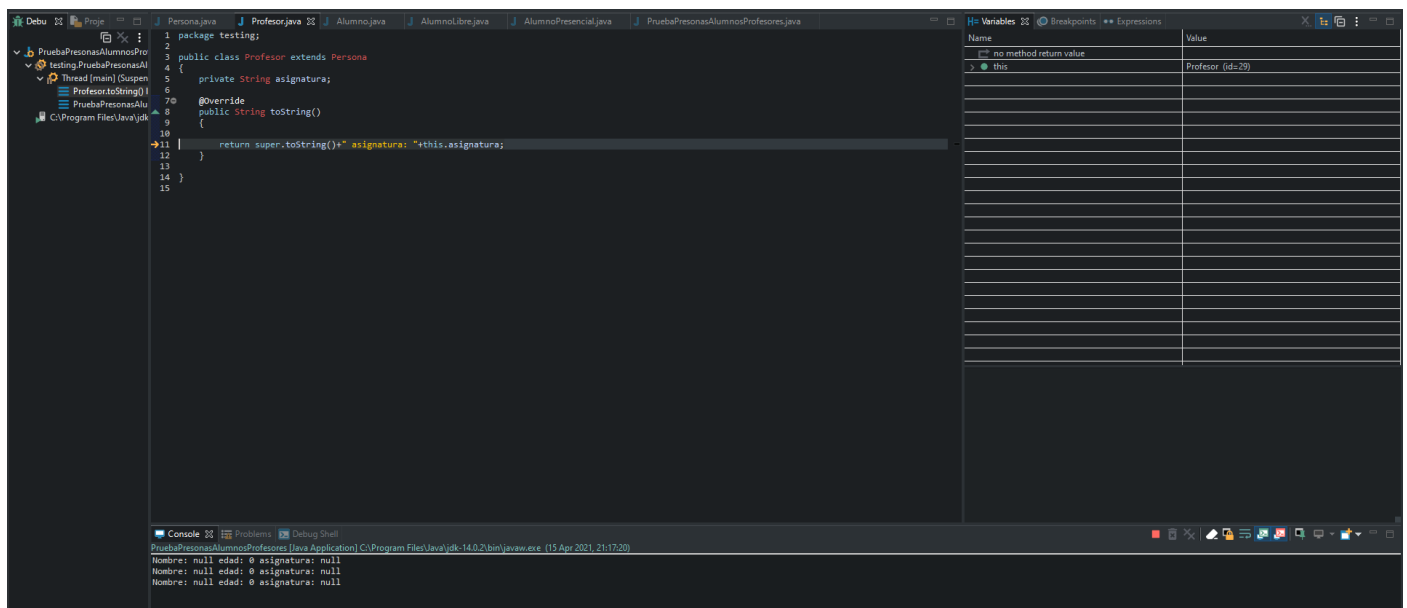 Debu Proje
PruebaPresonasAlumnosPro
testing.PruebaPresonasAl
Thread [main] (Suspen
Profesor.toString() l
PruebaPresonasAlu
C:\Program Files\Java\jdk
Persona.java Profesor.java Alumno.java AlumnoLibre.java AlumnoPresencial.java PruebaPresonasAlumnosProfesores.java
1 package testing;
2
3 public class Profesor extends Persona
4 {
5 private String asignatura;
6
7 @Override
8 public String toString()
9 {
10
11 return super.toString()+" asignatura: "+this.asignatura;
12 }
13
14 }
15
Variables Breakpoints Expressions
Name Value
no method return value
this Profesor (id=29)
Console Problems Debug Shell
PruebaPresonasAlumnosProfesores [Java Application] C:\Program Files\Java\jdk-14.0.2\bin\javaw.exe (15 Apr 2021, 21:17:20)
Nombre: null edad: 0 asignatura: null
Nombre: null edad: 0 asignatura: null
Nombre: null edad: 0 asignatura: null